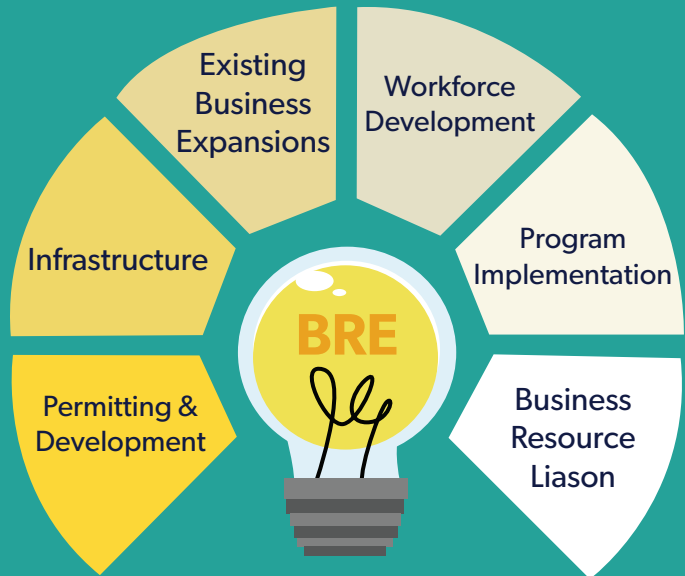 Existing
Business
Expansions
Workforce
Development
Infrastructure
Program
Implementation
BRE
Permitting &
Development
Business
Resource
Liason